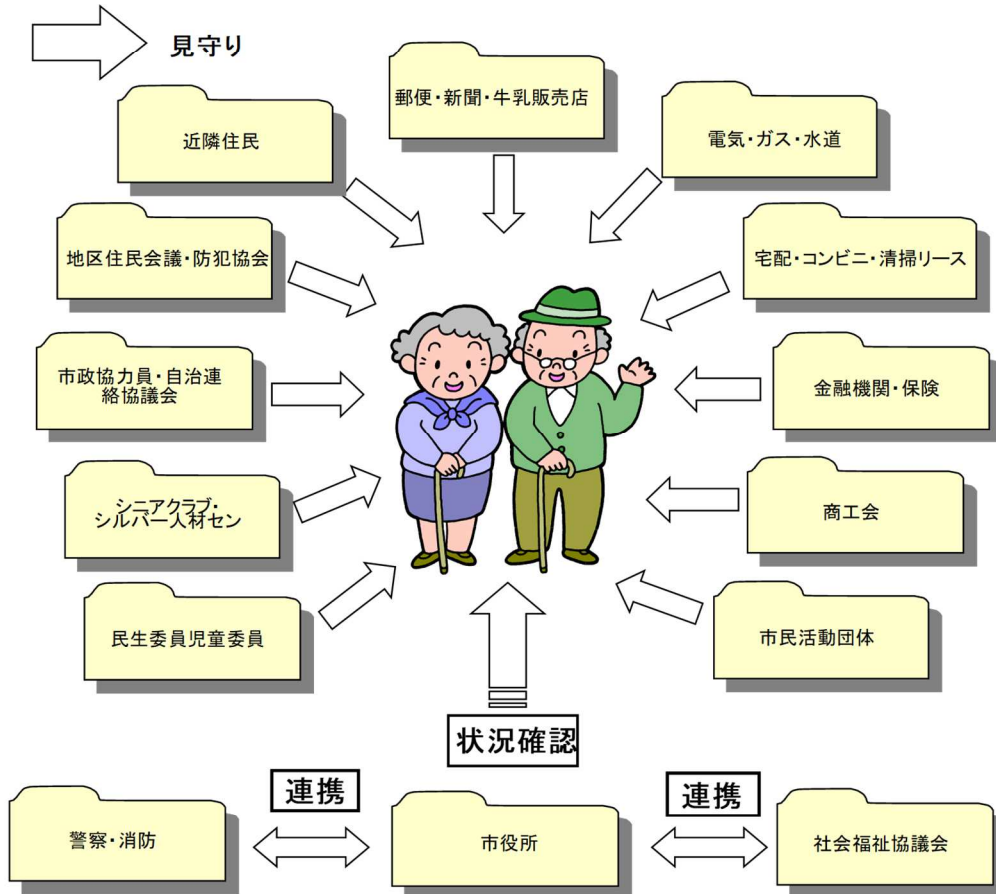 見守り
郵便・新聞・牛乳販売店
近隣住民
電気・ガス・水道
地区住民会議・防犯協会
宅配・コンビニ・清掃リース
市政協力員・自治連
絡協議会
金融機関・保険
シニアクラブ・
シルバー人材セン
商工会
民生委員児童委員
市民活動団体
状況確認
連携
連携
警察・消防
市役所
社会福祉協議会